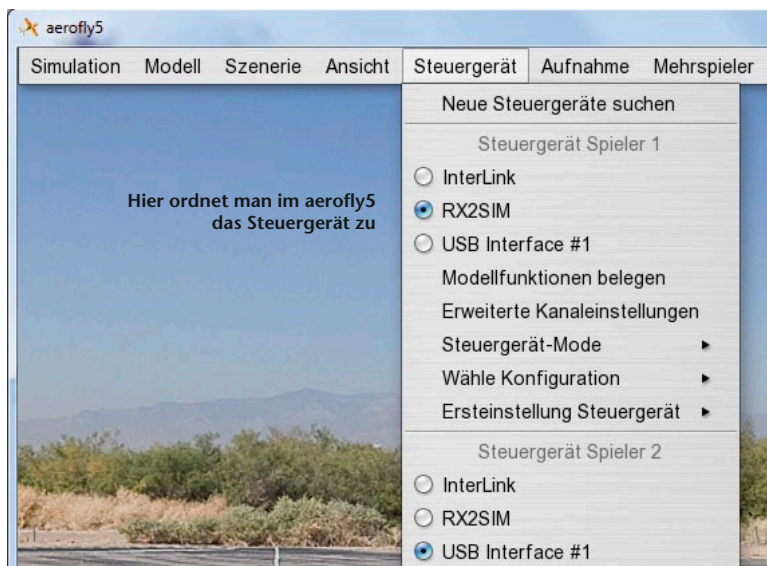 aerofly5
Simulation Modell Szenerie Ansicht Steuergerät Aufnahme Mehrspieler
Hier ordnet man im aerofly5
das Steuergerät zu
Neue Steuergeräte suchen
Steuergerät Spieler 1
InterLink
RX2SIM
USB Interface #1
Modellfunktionen belegen
Erweiterte Kanaleinstellungen
Steuergerät-Mode
Wähle Konfiguration
Ersteinstellung Steuergerät
Steuergerät Spieler 2
InterLink
RX2SIM
USB Interface #1